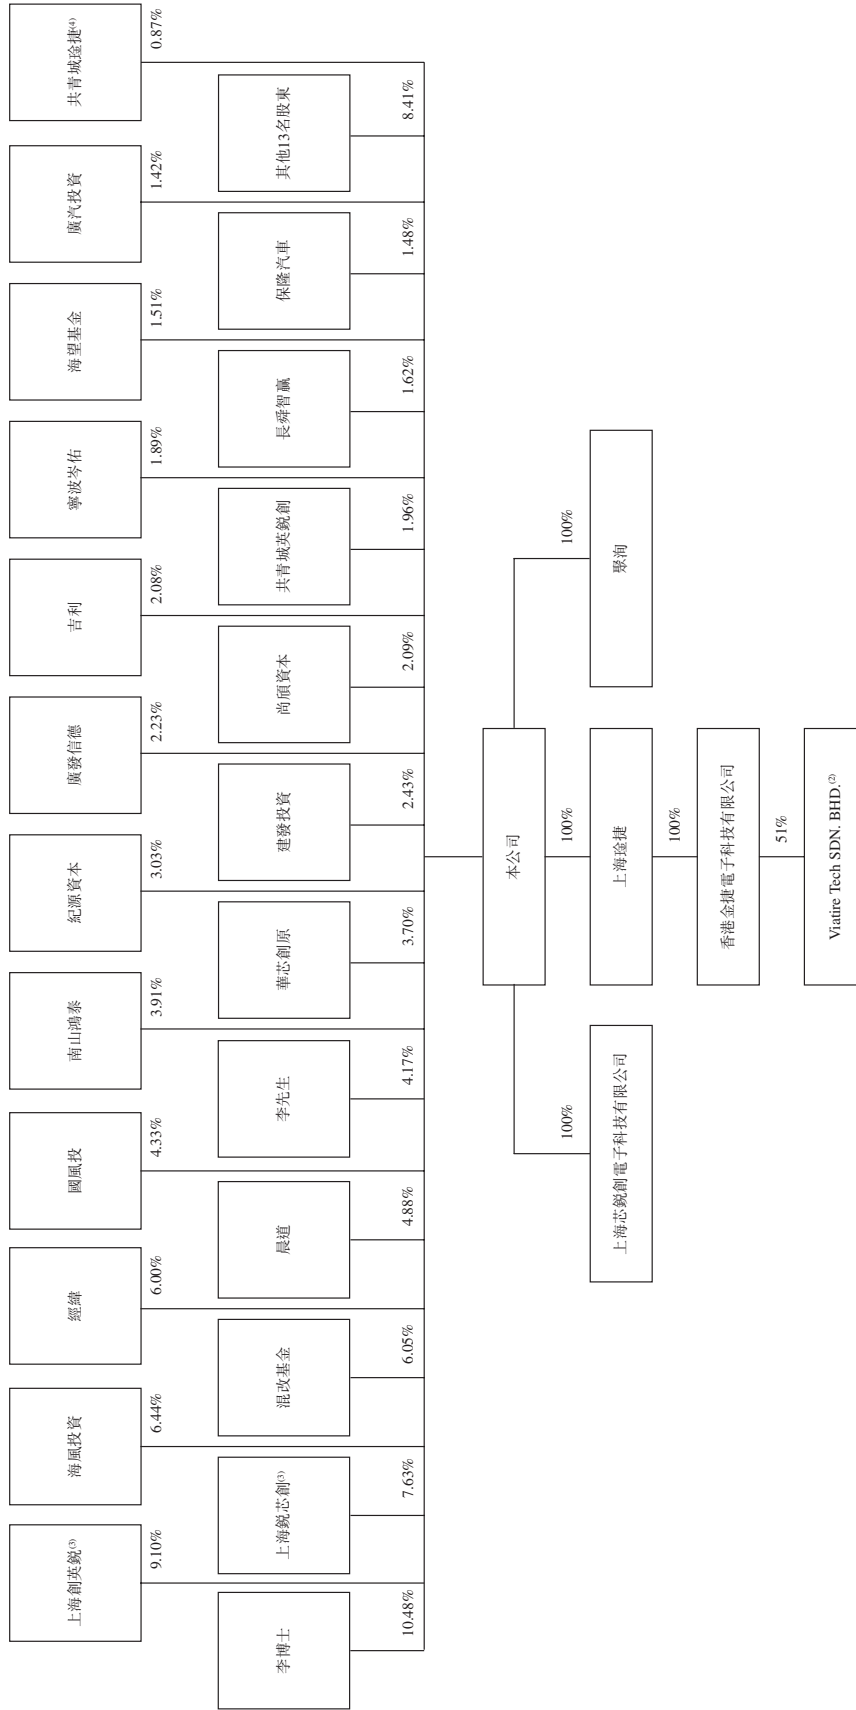 上海創英銳(3)
海風投資
經緯
國風投
南山鴻泰
紀源資本
廣發信德
吉利
寧波岑佑
海望基金
廣汽投資
共青城琻捷(4)
9.10%
6.44%
6.00%
4.33%
3.91%
3.03%
2.23%
2.08%
1.89%
1.51%
1.42%
0.87%
李博士
上海銳芯創(3)
混改基金
晨道
李先生
華芯創原
建發投資
尚頎資本
共青城英銳創
長舜智贏
保隆汽車
其他13名股東
10.48%
7.63%
6.05%
4.88%
4.17%
3.70%
2.43%
2.09%
1.96%
1.62%
1.48%
8.41%
本公司
100%
100%
100%
上海芯銳創電子科技有限公司
上海琻捷
聚洵
100%
香港金捷電子科技有限公司
51%
Viatire Tech SDN. BHD.(2)